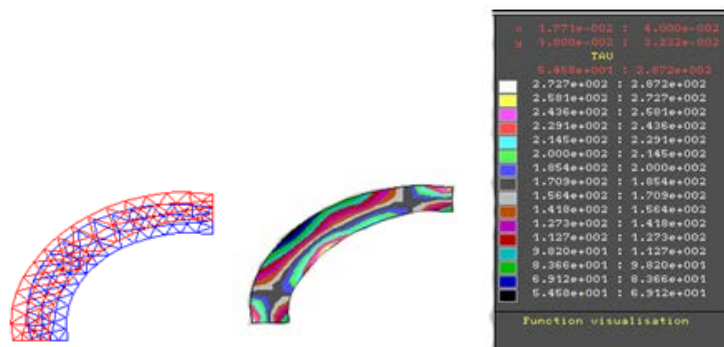 x 1.771e-002 : 4.000e-002
y 1.000e-002 : 3.232e-002
TAU
5.458e+001 : 2.872e+002
2.727e+002 : 2.872e+002
2.581e+002 : 2.727e+002
2.436e+002 : 2.581e+002
2.291e+002 : 2.436e+002
2.145e+002 : 2.291e+002
2.000e+002 : 2.145e+002
1.854e+002 : 2.000e+002
1.709e+002 : 1.854e+002
1.564e+002 : 1.709e+002
1.418e+002 : 1.564e+002
1.273e+002 : 1.418e+002
1.127e+002 : 1.273e+002
9.820e+001 : 1.127e+002
8.366e+001 : 9.820e+001
6.912e+001 : 8.366e+001
5.458e+001 : 6.912e+001
Function visualisation